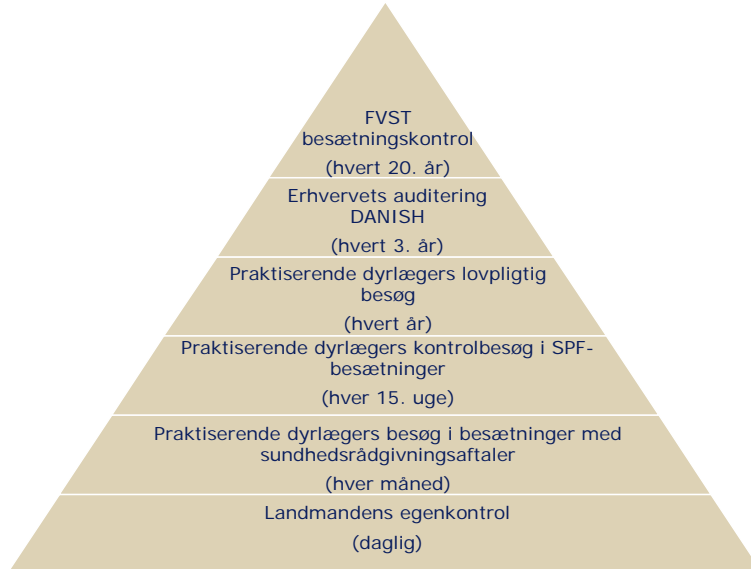 FVST
besætningskontrol
(hvert 20. år)
Erhvervets auditering
DANISH
(hvert 3. år)
Praktiserende dyrlægers lovpligtig
besøg
(hvert år)
Praktiserende dyrlægers kontrolbesøg i SPF-
besætninger
(hver 15. uge)
Praktiserende dyrlægers besøg i besætninger med
sundhedsrådgivningsaftaler
(hver måned)
Landmandens egenkontrol
(daglig)